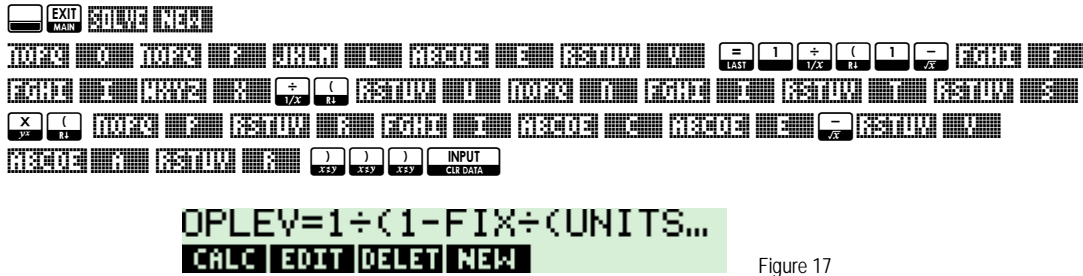 EXIT MAIN SOLVE NEW
NOPQ O NOPQ P JKLM L ABCDE E RSTUV V = LAST 1 ÷ 1/x ( R↓ 1 − √x FGHI F
FGHI I WXYZ X ÷ 1/x ( R↓ RSTUV U NOPQ N FGHI I RSTUV T RSTUV S
× yˣ ( R↓ NOPQ P RSTUV R FGHI I ABCDE C ABCDE E − √x RSTUV V
ABCDE A RSTUV R ) x≷y ) x≷y ) x≷y INPUT CLR DATA
OPLEV=1÷(1-FIX÷(UNITS…
CALC EDIT DELET NEW
Figure 17